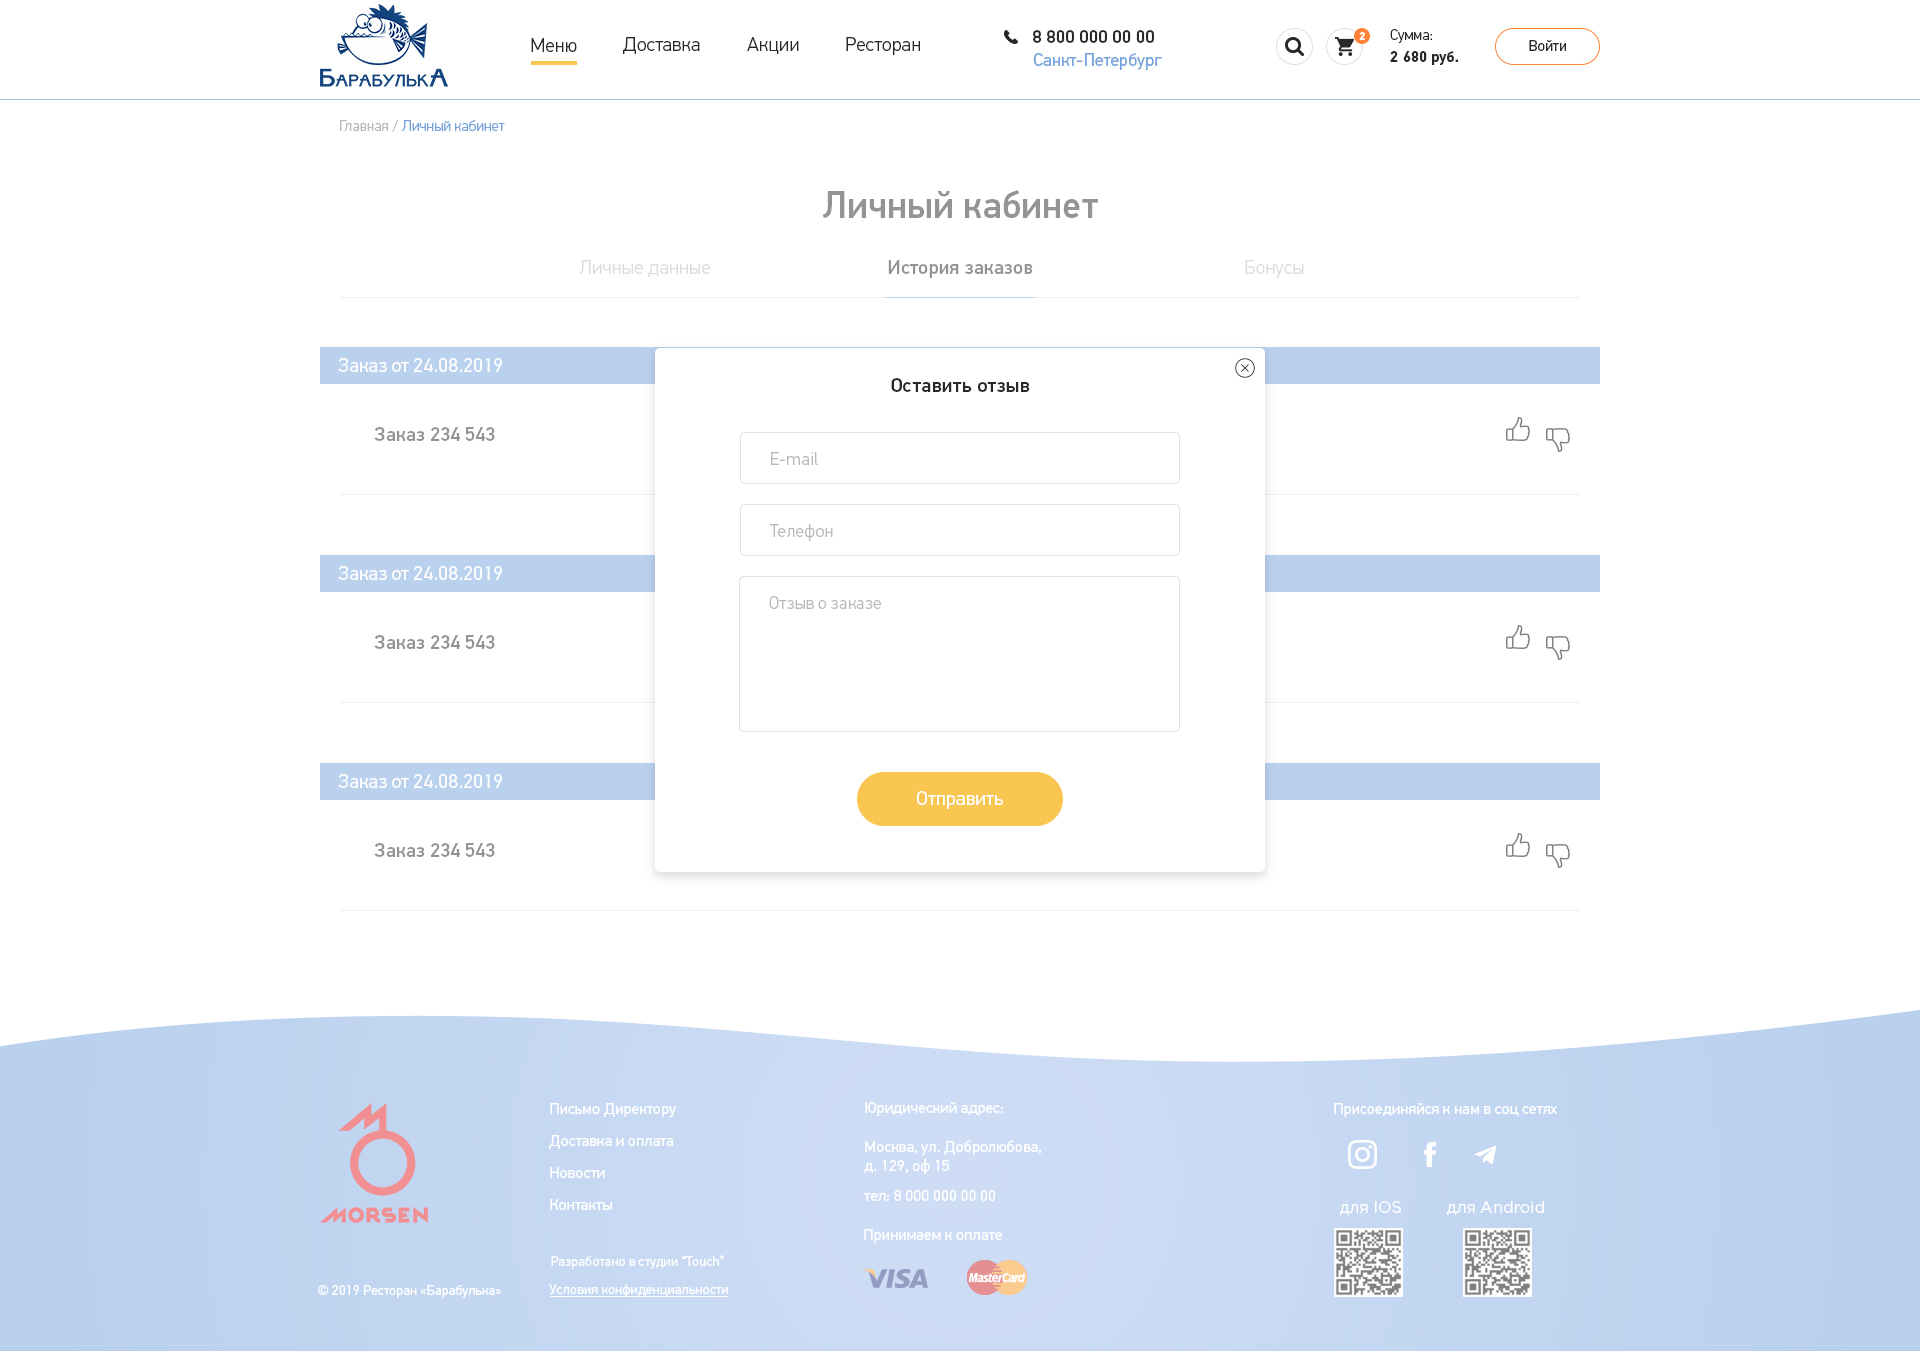 БАРАБУЛЬКА
Меню
Доставка
Акции
Ресторан
8 800 000 00 00
Санкт-Петербург
2
Сумма:
2 680 руб.
Войти
Главная / Личный кабинет
Личный кабинет
Личные данные
История заказов
Бонусы
Заказ от 24.08.2019
Заказ 234 543
Заказ от 24.08.2019
Заказ 234 543
Заказ от 24.08.2019
Заказ 234 543
Оставить отзыв
E-mail
Телефон
Отзыв о заказе
Отправить
MORSEN
© 2019 Ресторан «Барабулька»
Письмо Директору
Доставка и оплата
Новости
Контакты
Разработано в студии "Touch"
Условия конфиденциальности
Юридический адрес:
Москва, ул. Добролюбова,
д. 129, оф 15
тел: 8 000 000 00 00
Принимаем к оплате
VISA
MasterCard
Присоединяйся к нам в соц сетях
для IOS
для Android